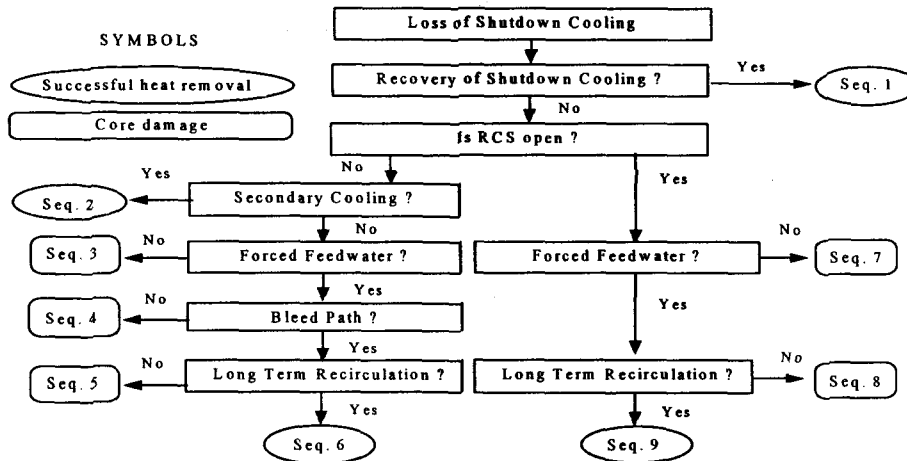 Loss of Shutdown Cooling
SYMBOLS
Successful heat removal
Core damage
Recovery of Shutdown Cooling ?
Yes
Seq. 1
No
Is RCS open ?
No
Yes
Yes
Secondary Cooling ?
Seq. 2
No
No
Seq. 3
Forced Feedwater ?
Forced Feedwater ?
No
Seq. 7
Yes
Yes
No
Seq. 4
Bleed Path ?
Yes
No
Seq. 5
Long Term Recirculation ?
Long Term Recirculation ?
No
Seq. 8
Yes
Yes
Seq. 6
Seq. 9